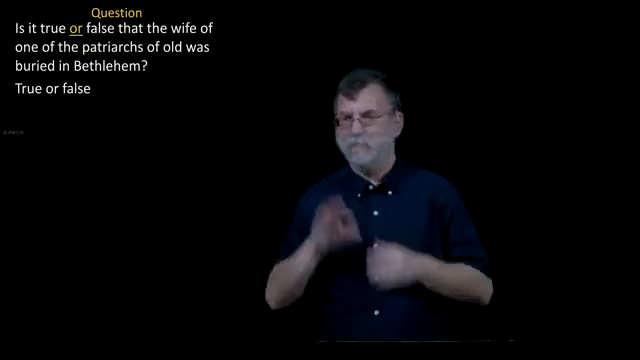 Question
Is it true or false that the wife of
one of the patriarchs of old was
buried in Bethlehem?
True or false